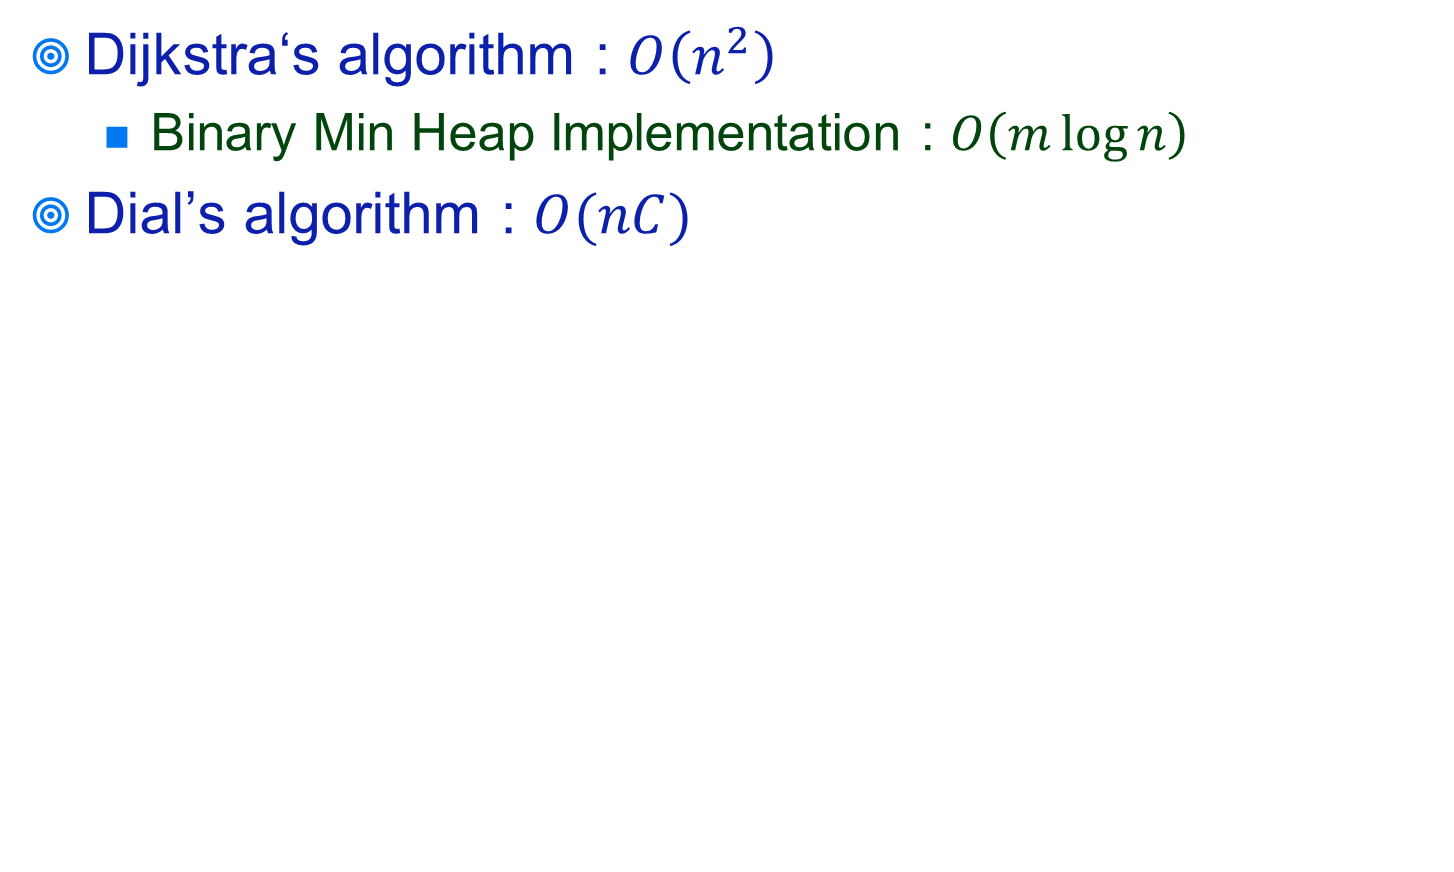 Dijkstra‘s algorithm : O(n²)
Binary Min Heap Implementation : O(m log n)
Dial’s algorithm : O(nC)